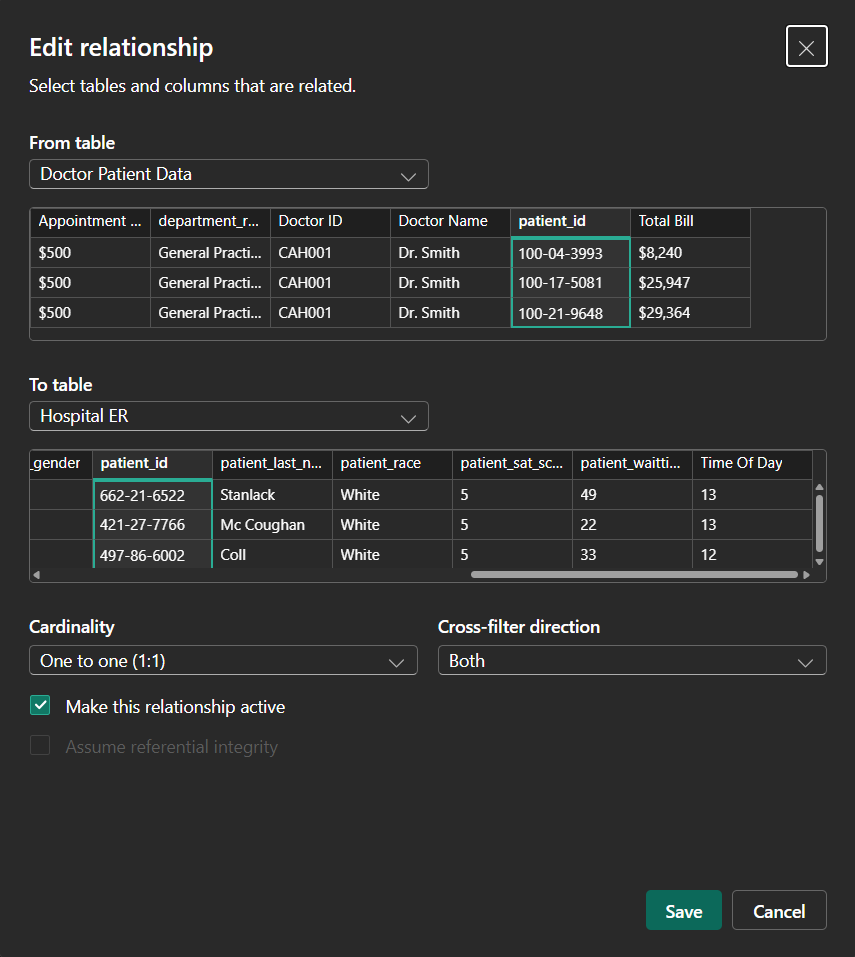 Edit relationship
Select tables and columns that are related.
From table
Doctor Patient Data
Appointment ... department_r... Doctor ID Doctor Name patient_id Total Bill
$500 General Practi... CAH001 Dr. Smith 100-04-3993 $8,240
$500 General Practi... CAH001 Dr. Smith 100-17-5081 $25,947
$500 General Practi... CAH001 Dr. Smith 100-21-9648 $29,364
To table
Hospital ER
_gender patient_id patient_last_n... patient_race patient_sat_sc... patient_waitti... Time Of Day
662-21-6522 Stanlack White 5 49 13
421-27-7766 Mc Coughan White 5 22 13
497-86-6002 Coll White 5 33 12
Cardinality Cross-filter direction
One to one (1:1) Both
Make this relationship active
Assume referential integrity
Save Cancel